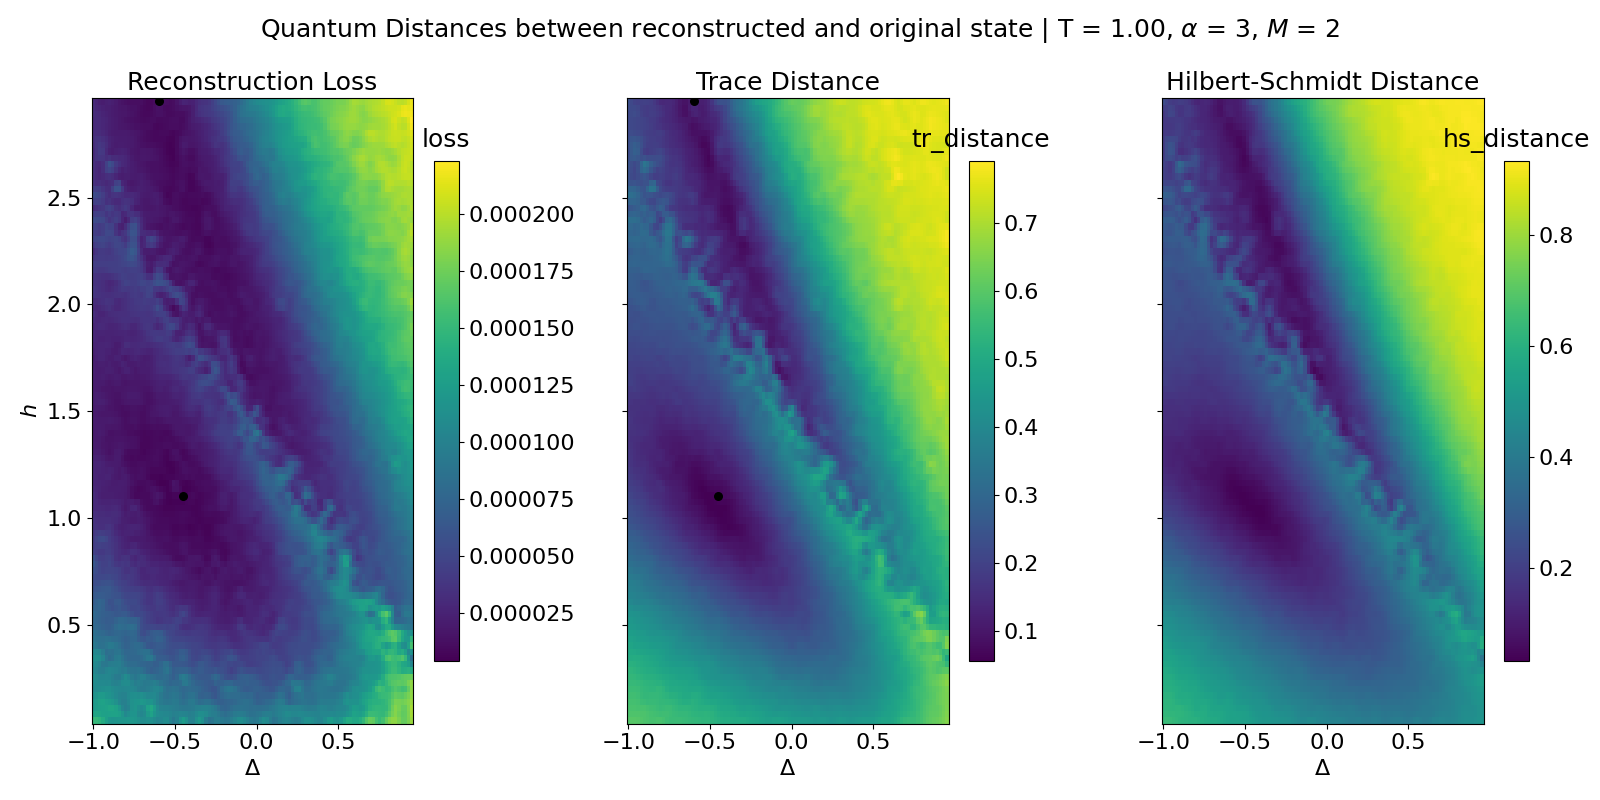 Quantum Distances between reconstructed and original state | T = 1.00, α = 3, M = 2
Reconstruction Loss
Trace Distance
Hilbert-Schmidt Distance
loss
tr_distance
hs_distance
h
2.5
2.0
1.5
1.0
0.5
0.000200
0.000175
0.000150
0.000125
0.000100
0.000075
0.000050
0.000025
0.7
0.6
0.5
0.4
0.3
0.2
0.1
0.8
0.6
0.4
0.2
−1.0 −0.5 0.0 0.5
−1.0 −0.5 0.0 0.5
−1.0 −0.5 0.0 0.5
Δ
Δ
Δ